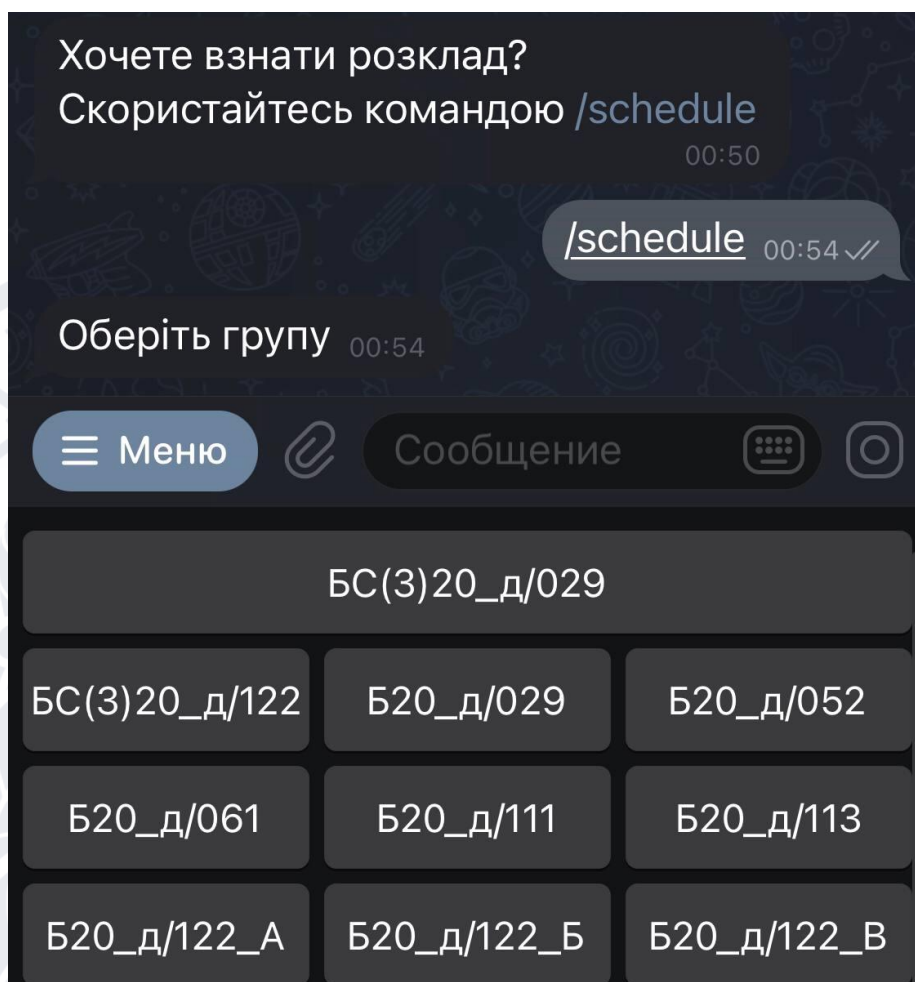 Хочете взнати розклад?
Скористайтесь командою /schedule
00:50
/schedule 00:54
Оберіть групу 00:54
Меню Сообщение
БС(3)20_д/029
БС(3)20_д/122 Б20_д/029 Б20_д/052
Б20_д/061 Б20_д/111 Б20_д/113
Б20_д/122_А Б20_д/122_Б Б20_д/122_В